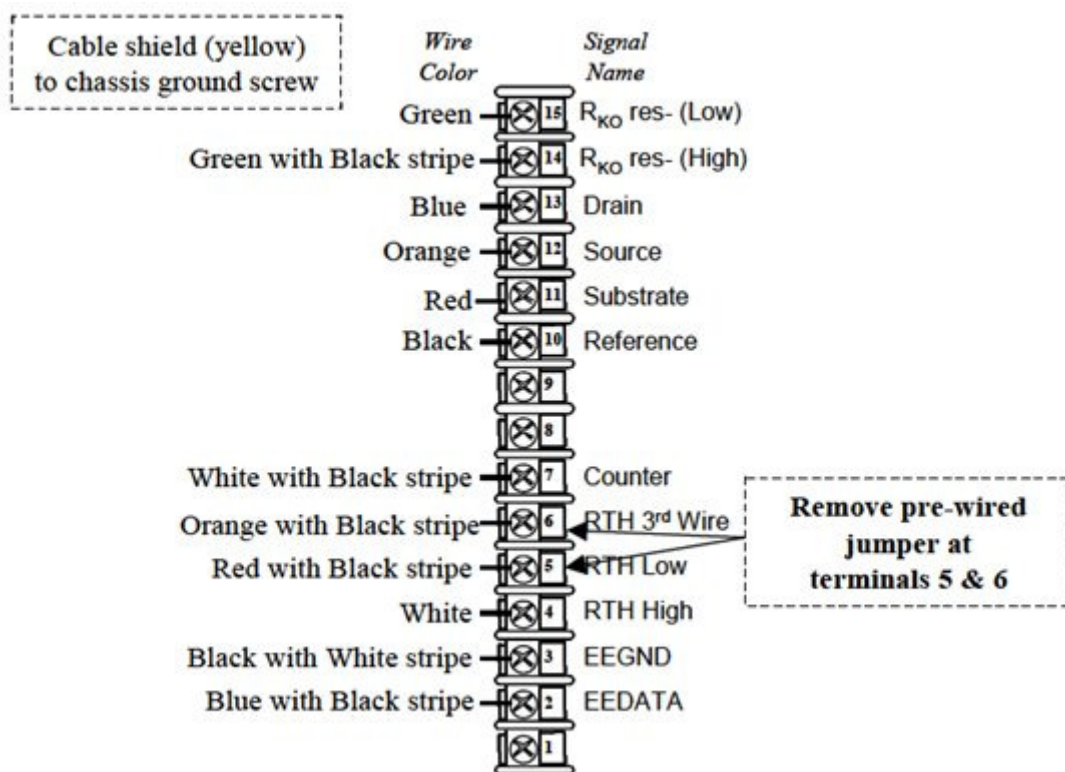 Cable shield (yellow)
to chassis ground screw
Wire
Color
Signal
Name
Green 15 R_KO res- (Low)
Green with Black stripe 14 R_KO res- (High)
Blue 13 Drain
Orange 12 Source
Red 11 Substrate
Black 10 Reference
9
8
White with Black stripe 7 Counter
Orange with Black stripe 6 RTH 3rd Wire
Red with Black stripe 5 RTH Low
White 4 RTH High
Black with White stripe 3 EEGND
Blue with Black stripe 2 EEDATA
1
Remove pre-wired
jumper at
terminals 5 & 6